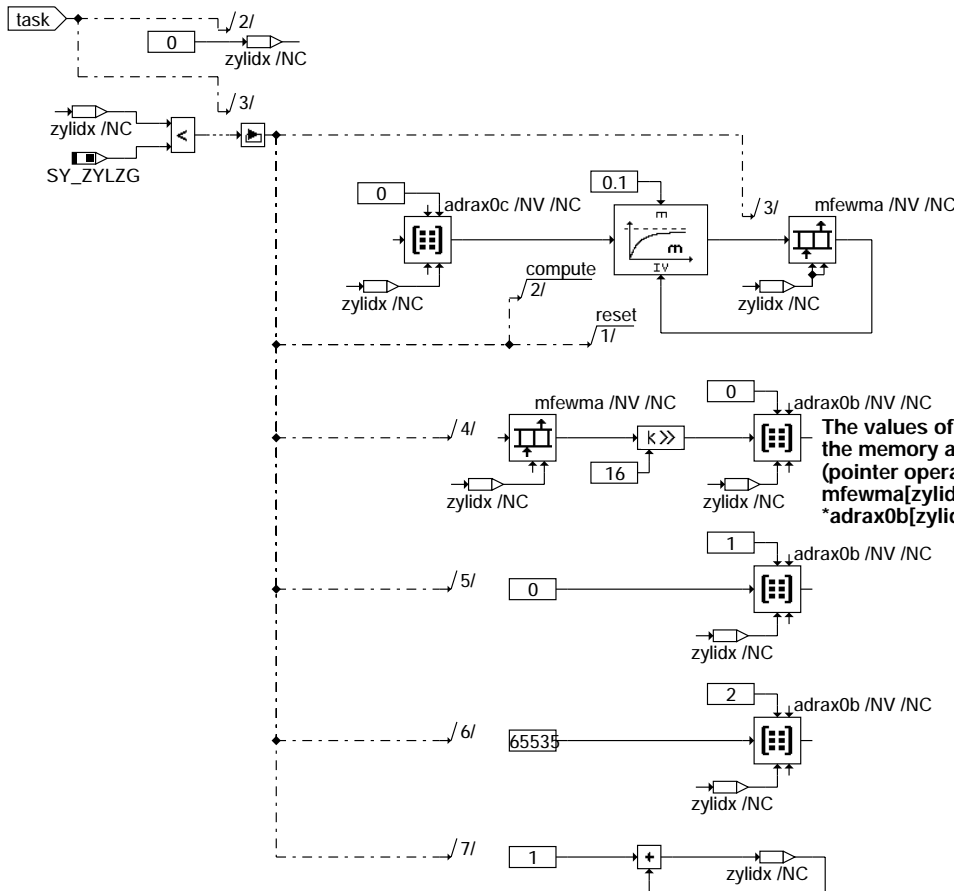 task
2/
0
zylidx /NC
3/
zylidx /NC
<
SY_ZYLZG
0
adrax0c /NV /NC
zylidx /NC
0.1
m
m
IV
3/
mfewma /NV /NC
zylidx /NC
compute
2/
reset
1/
4/
mfewma /NV /NC
zylidx /NC
k>>
16
0
adrax0b /NV /NC
zylidx /NC
The values of
the memory a
(pointer opera
mfewma[zylid
*adrax0b[zylid
5/
0
1
adrax0b /NV /NC
zylidx /NC
6/
65535
2
adrax0b /NV /NC
zylidx /NC
7/
1
+
zylidx /NC